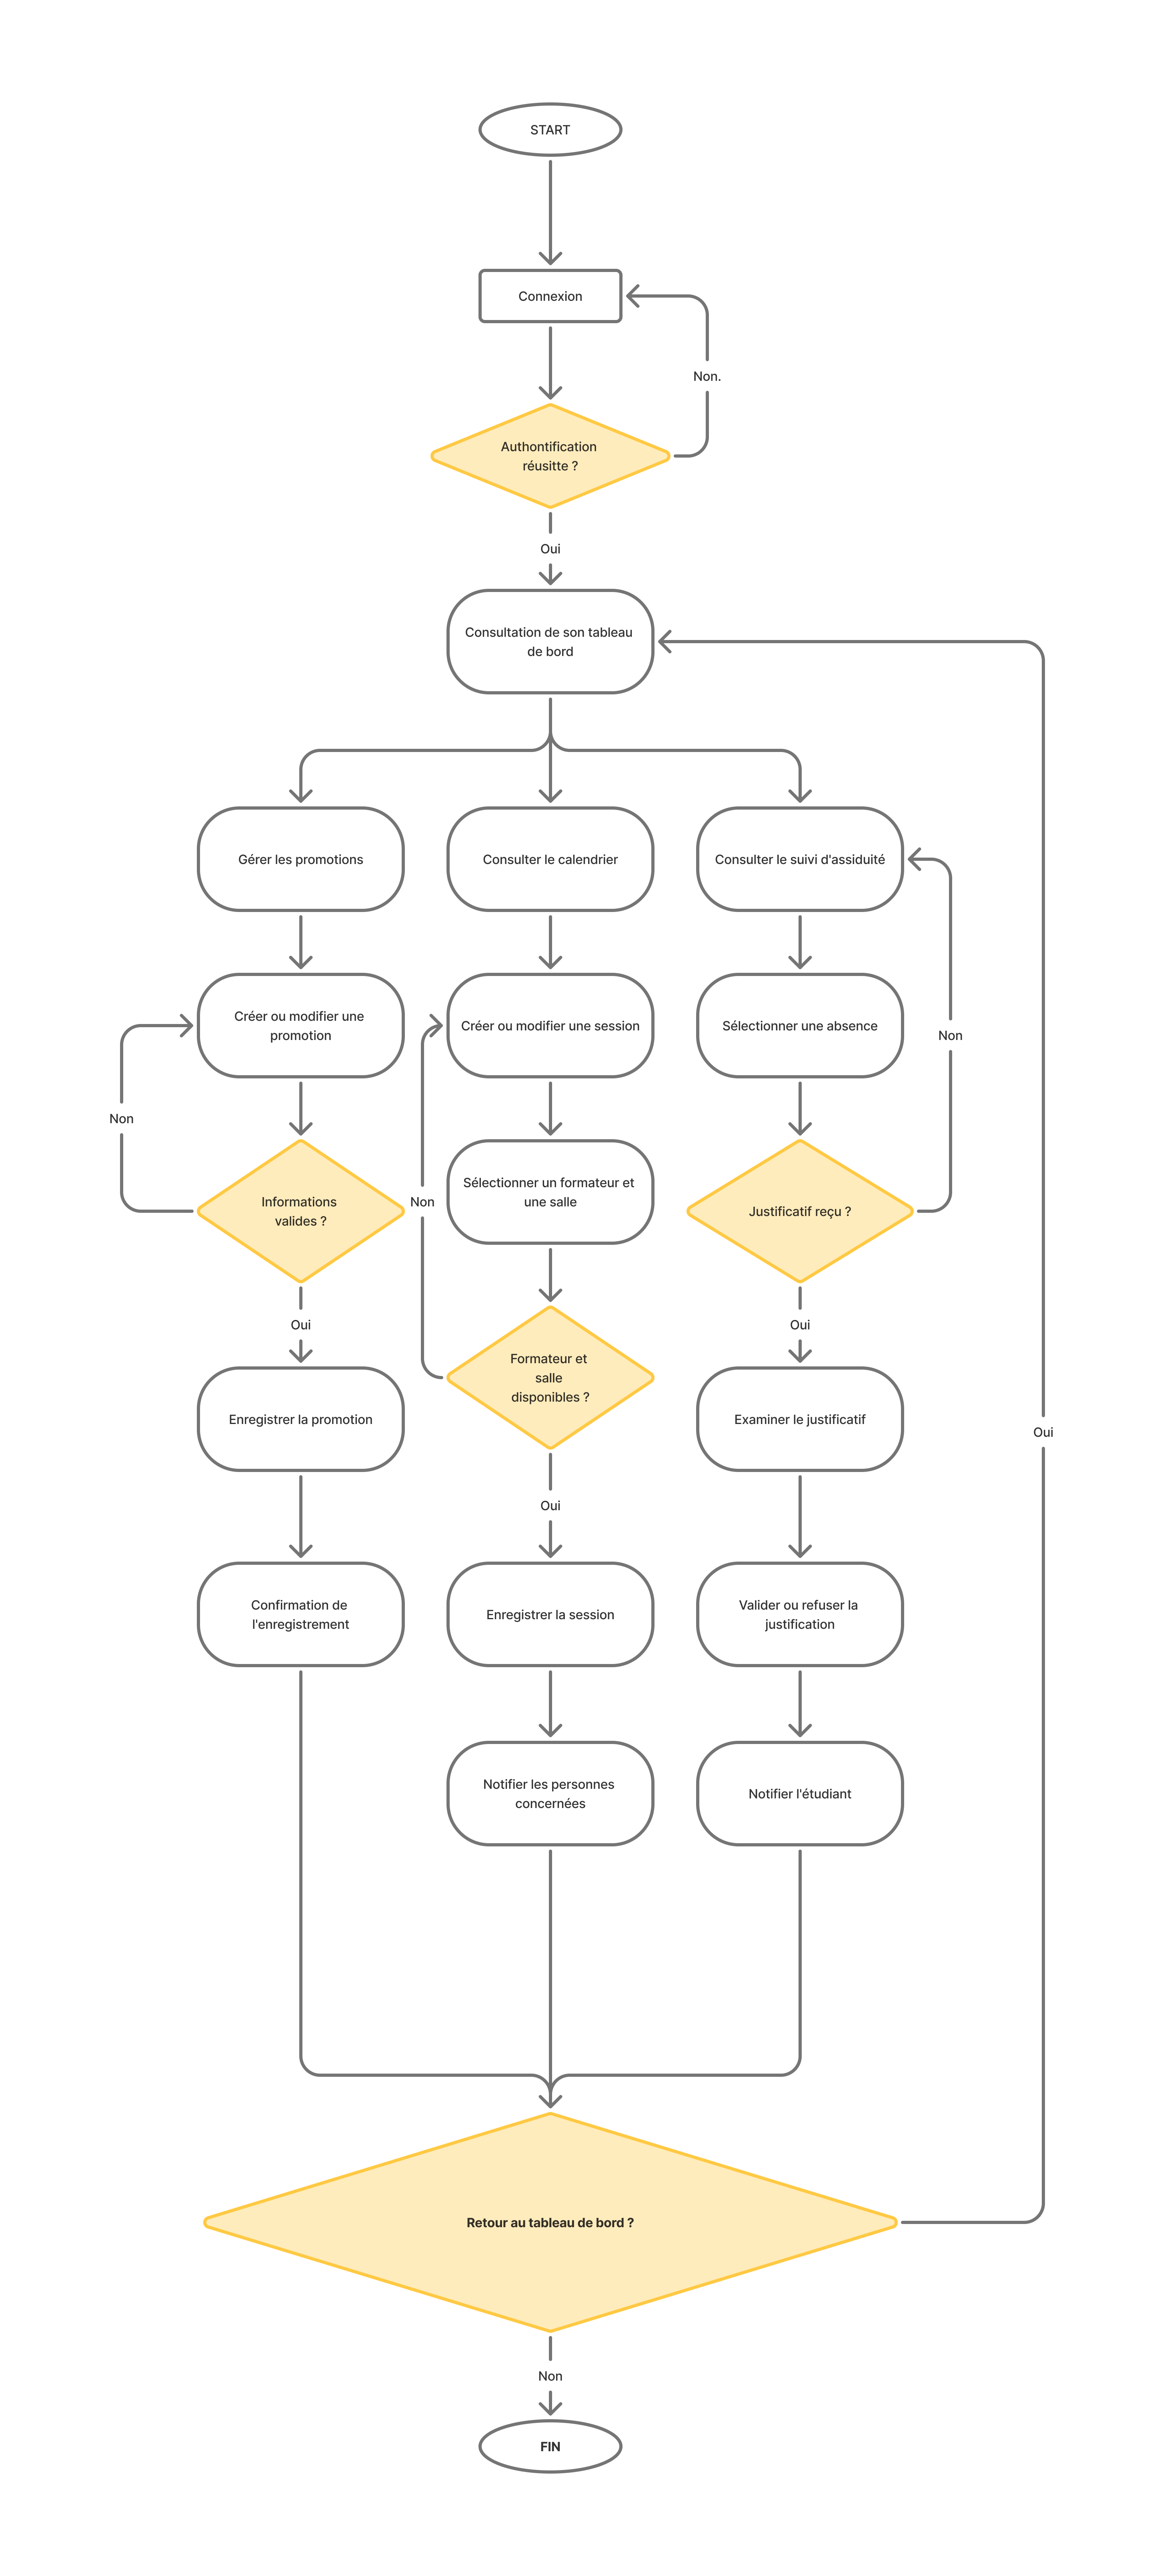 START
Connexion
Non.
Authontification
réusitte ?
Oui
Consultation de son tableau
de bord
Gérer les promotions
Consulter le calendrier
Consulter le suivi d'assiduité
Créer ou modifier une
promotion
Créer ou modifier une session
Sélectionner une absence
Non
Non
Informations
valides ?
Non
Sélectionner un formateur et
une salle
Justificatif reçu ?
Oui
Oui
Formateur et
salle
disponibles ?
Enregistrer la promotion
Examiner le justificatif
Oui
Oui
Confirmation de
l'enregistrement
Enregistrer la session
Valider ou refuser la
justification
Notifier les personnes
concernées
Notifier l'étudiant
Retour au tableau de bord ?
Non
FIN